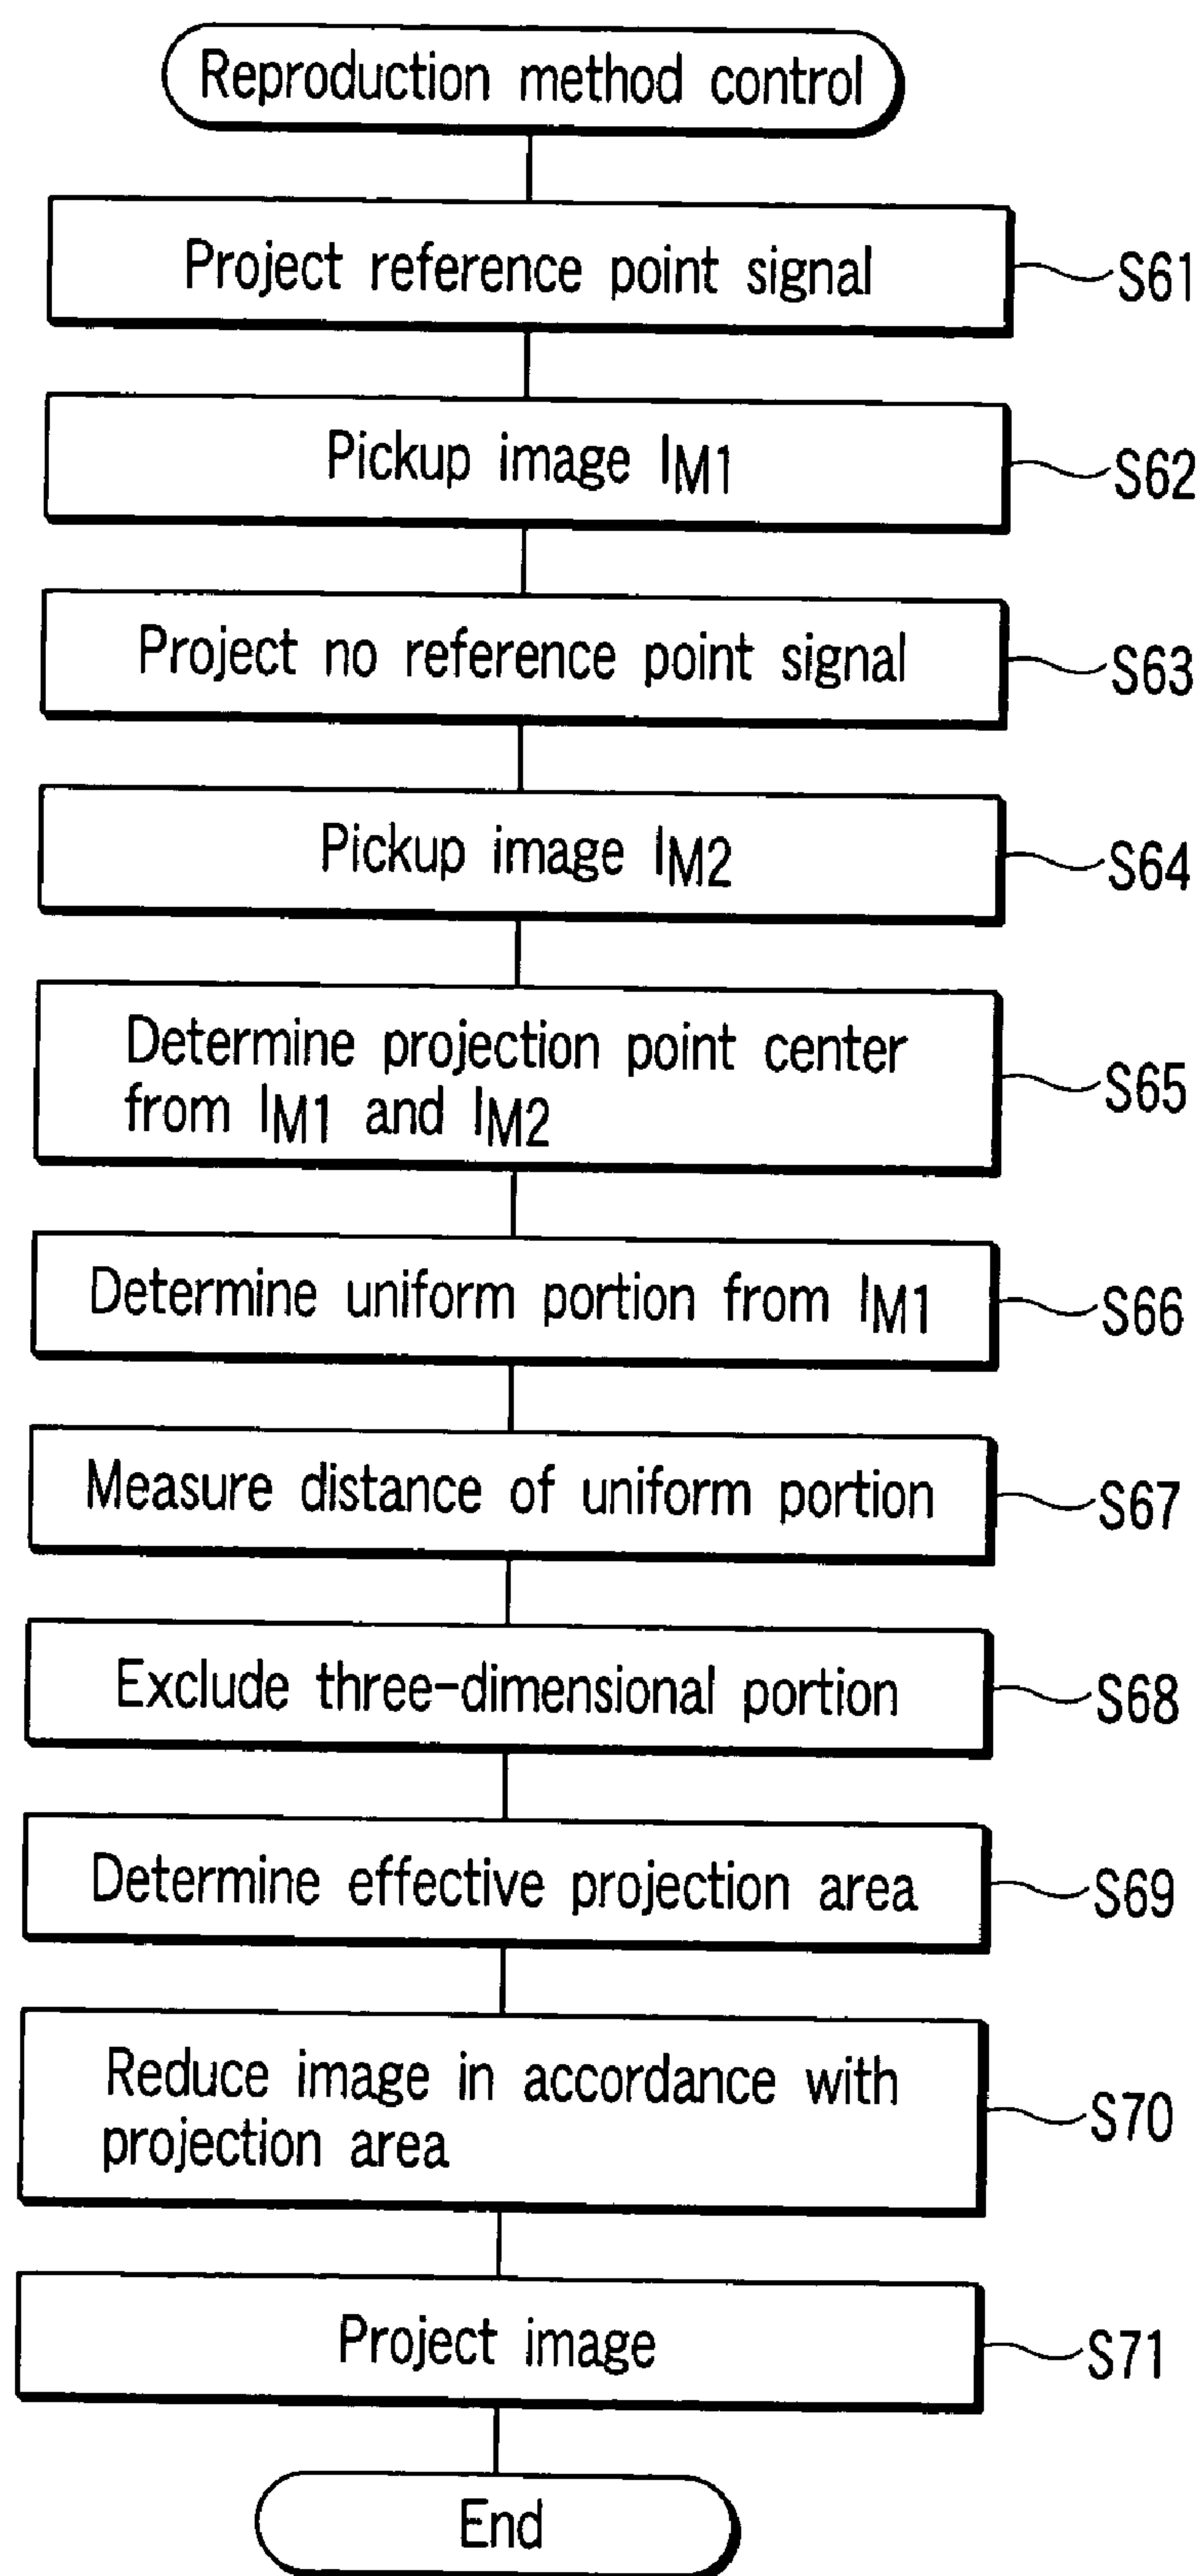 Reproduction method control
Project reference point signal
S61
Pickup image IM1
S62
Project no reference point signal
S63
Pickup image IM2
S64
Determine projection point center
from IM1 and IM2
S65
Determine uniform portion from IM1
S66
Measure distance of uniform portion
S67
Exclude three-dimensional portion
S68
Determine effective projection area
S69
Reduce image in accordance with
projection area
S70
Project image
S71
End